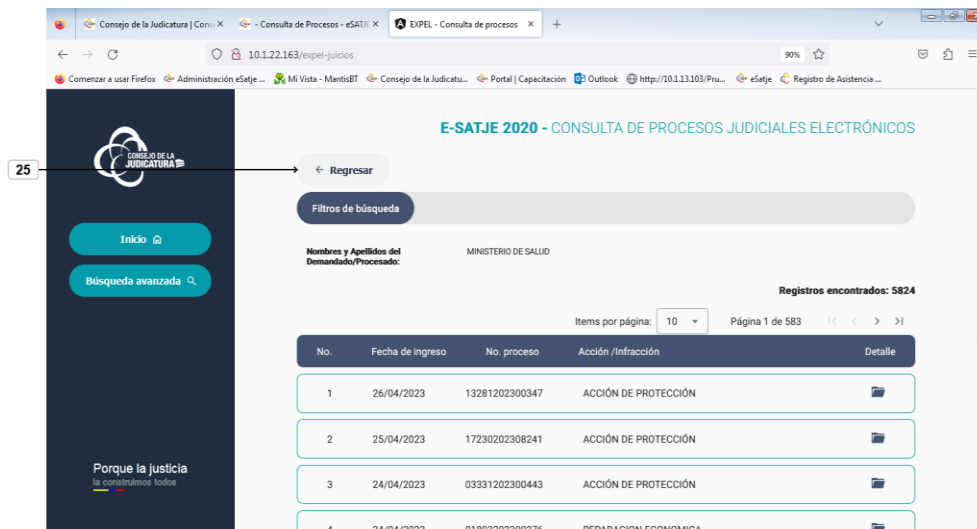 Consejo de la Judicatura | Cons
- Consulta de Procesos - eSATJE
EXPEL - Consulta de procesos
10.1.22.163/expel-juicios
90%
Comenzar a usar Firefox
Administración eSatje ...
Mi Vista - MantisBT
Consejo de la Judicatu...
Portal | Capacitación
Outlook
http://10.1.13.103/Pru...
eSatje
Registro de Asistencia ...
CONSEJO DE LA
JUDICATURA
E-SATJE 2020 - CONSULTA DE PROCESOS JUDICIALES ELECTRÓNICOS
25
← Regresar
Filtros de búsqueda
Inicio
Búsqueda avanzada
Nombres y Apellidos del
Demandado/Procesado:
MINISTERIO DE SALUD
Registros encontrados: 5824
Items por página: 10 Página 1 de 583
No. Fecha de ingreso No. proceso Acción /Infracción Detalle
1 26/04/2023 13281202300347 ACCIÓN DE PROTECCIÓN
2 25/04/2023 17230202308241 ACCIÓN DE PROTECCIÓN
3 24/04/2023 03331202300443 ACCIÓN DE PROTECCIÓN
Porque la justicia
la construimos todos